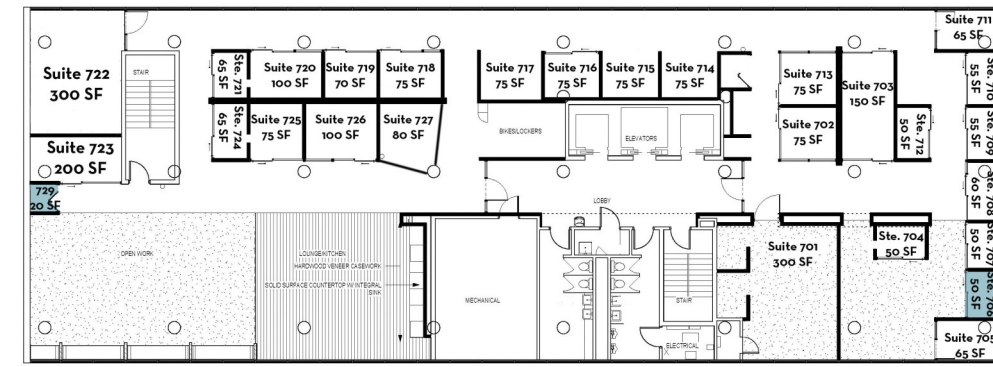 Suite 711
65 SF
Suite 722
300 SF
STAIR
Ste. 721
65 SF
Suite 720
100 SF
Suite 719
70 SF
Suite 718
75 SF
Suite 717
75 SF
Suite 716
75 SF
Suite 715
75 SF
Suite 714
75 SF
Suite 713
75 SF
Suite 703
150 SF
Ste. 710
55 SF
Ste. 724
65 SF
Suite 725
75 SF
Suite 726
100 SF
Suite 727
80 SF
BIKES/LOCKERS
ELEVATORS
Suite 702
75 SF
Ste. 712
50 SF
Ste. 709
55 SF
Suite 723
200 SF
729
20 SF
LOBBY
Ste. 708
60 SF
OPEN WORK
LOUNGE/KITCHEN
HARDWOOD VENEER CASEWORK
SOLID SURFACE COUNTERTOP W/ INTEGRAL
SINK
MECHANICAL
STAIR
ELECTRICAL
Suite 701
300 SF
Ste. 704
50 SF
Ste. 707
50 SF
Ste. 706
50 SF
Suite 705
65 SF